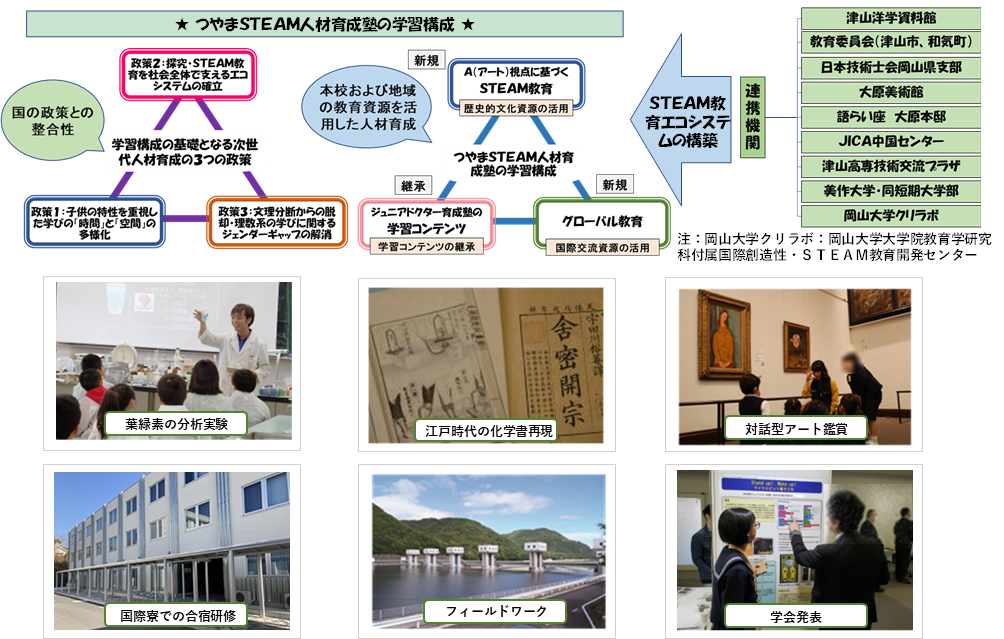 ★ つやまSTEAM人材育成塾の学習構成 ★
国の政策との
整合性
政策2：探究・STEAM教
育を社会全体で支えるエコ
システムの確立
学習構成の基礎となる次世
代人材育成の3つの政策
政策1：子供の特性を重視し
た学びの「時間」と「空間」の
多様化
政策3：文理分断からの脱
却・理数系の学びに関する
ジェンダーギャップの解消
本校および地域
の教育資源を活
用した人材育成
新規
A（アート）視点に基づく
STEAM教育
歴史的文化資源の活用
つやまSTEAM人材育
成塾の学習構成
継承
ジュニアドクター育成塾の
学習コンテンツ
学習コンテンツの継承
新規
グローバル教育
国際交流資源の活用
STEAM教
育エコシステ
ムの構築
連携機関
津山洋学資料館
教育委員会（津山市、和気町）
日本技術士会岡山県支部
大原美術館
語らい座 大原本邸
JICA中国センター
津山高専技術交流プラザ
美作大学・同短期大学部
岡山大学クリラボ
注：岡山大学クリラボ：岡山大学大学院教育学研究
科付属国際創造性・ＳＴＥＡＭ教育開発センター
葉緑素の分析実験
舎密開宗
江戸時代の化学書再現
対話型アート鑑賞
国際寮での合宿研修
フィールドワーク
Stand up! Wake up!
学会発表